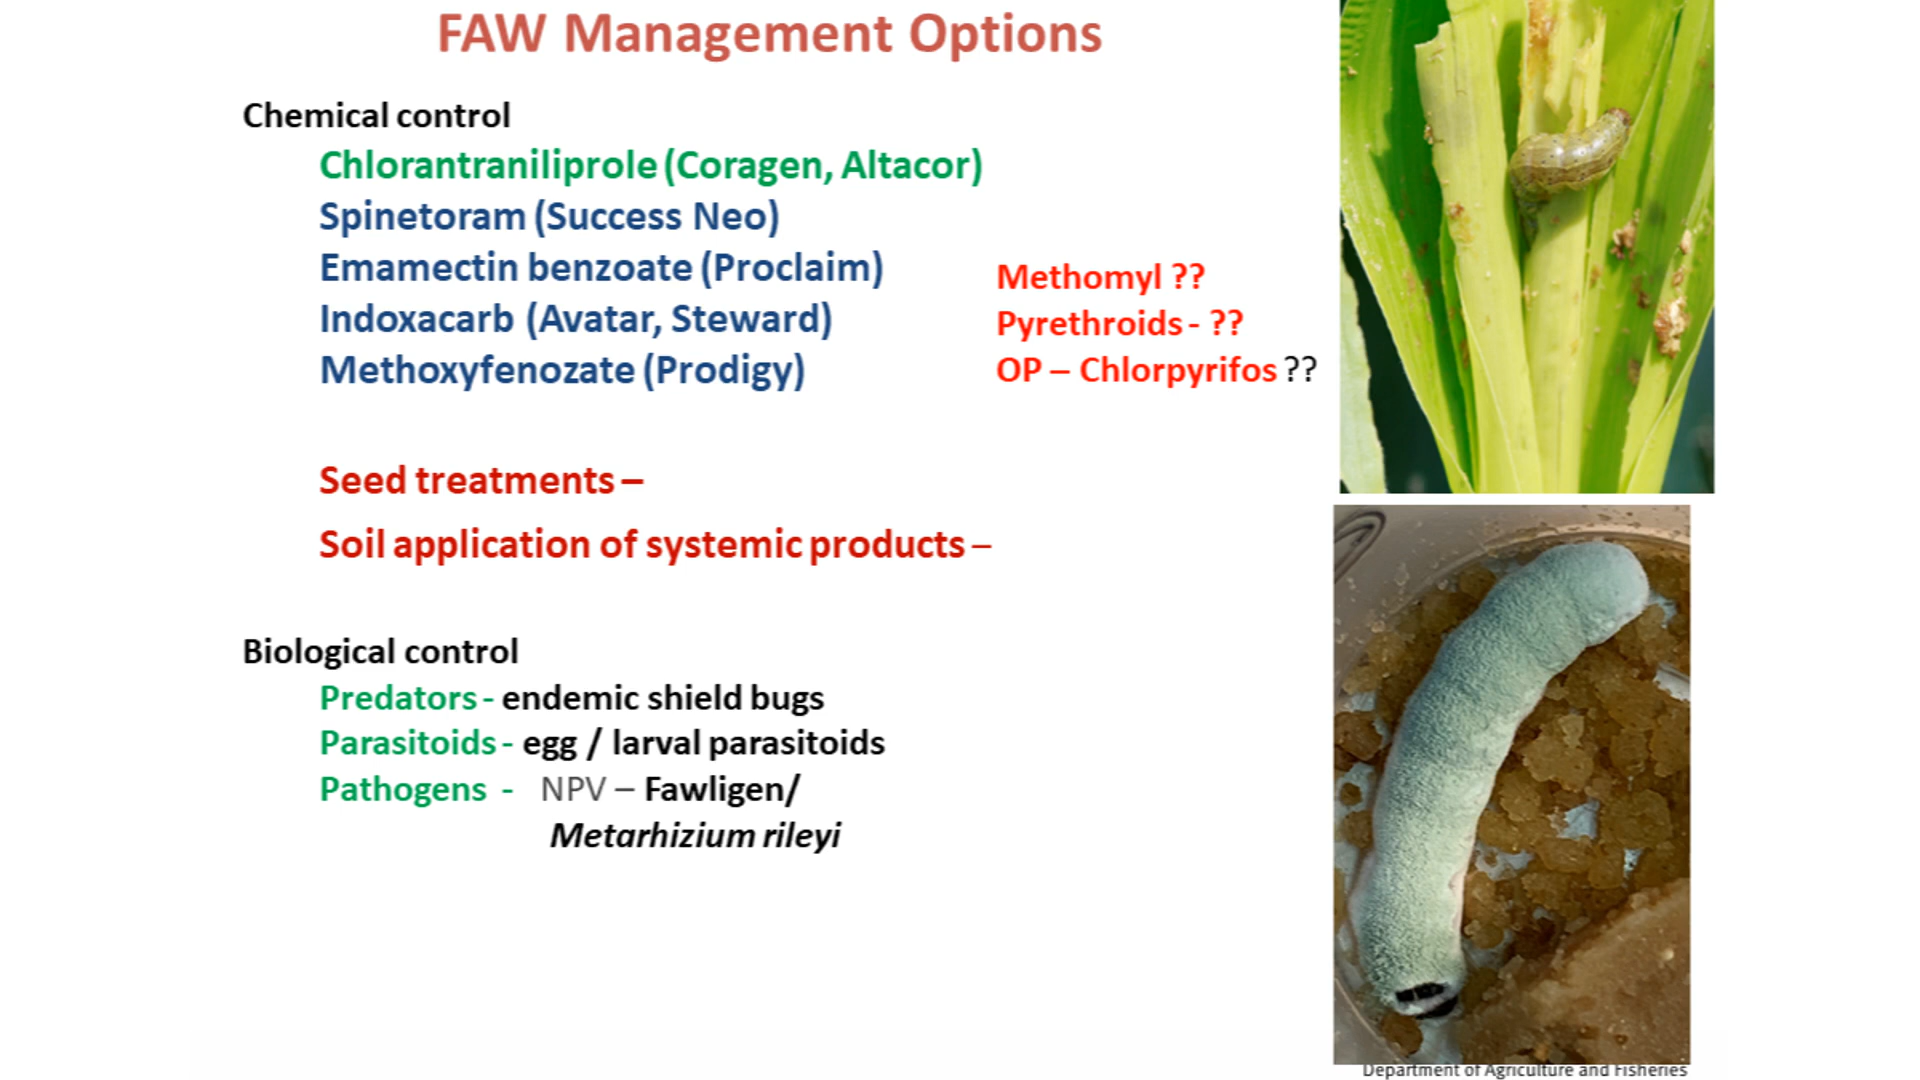 FAW Management Options
Chemical control
Chlorantraniliprole (Coragen, Altacor)
Spinetoram (Success Neo)
Emamectin benzoate (Proclaim)
Indoxacarb (Avatar, Steward)
Methoxyfenozate (Prodigy)
Methomyl ??
Pyrethroids - ??
OP – Chlorpyrifos ??
Seed treatments –
Soil application of systemic products –
Biological control
Predators - endemic shield bugs
Parasitoids - egg / larval parasitoids
Pathogens - NPV – Fawligen/
Metarhizium rileyi
Department of Agriculture and Fisheries